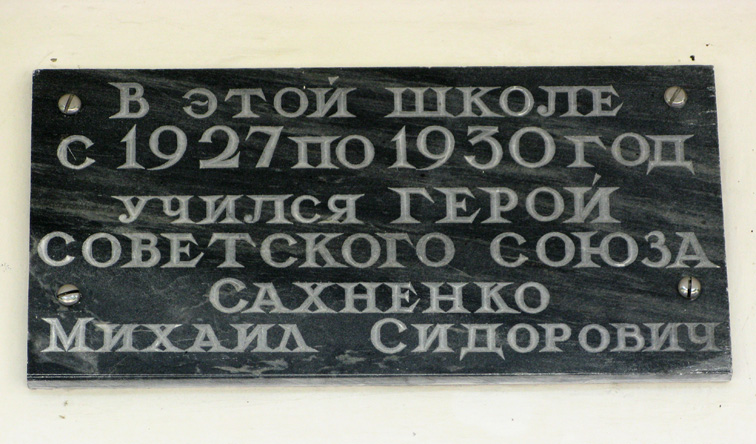 В ЭТОЙ ШКОЛЕ
С 1927 ПО 1930 ГОД
УЧИЛСЯ ГЕРОЙ
СОВЕТСКОГО СОЮЗА
САХНЕНКО
МИХАИЛ СИДОРОВИЧ